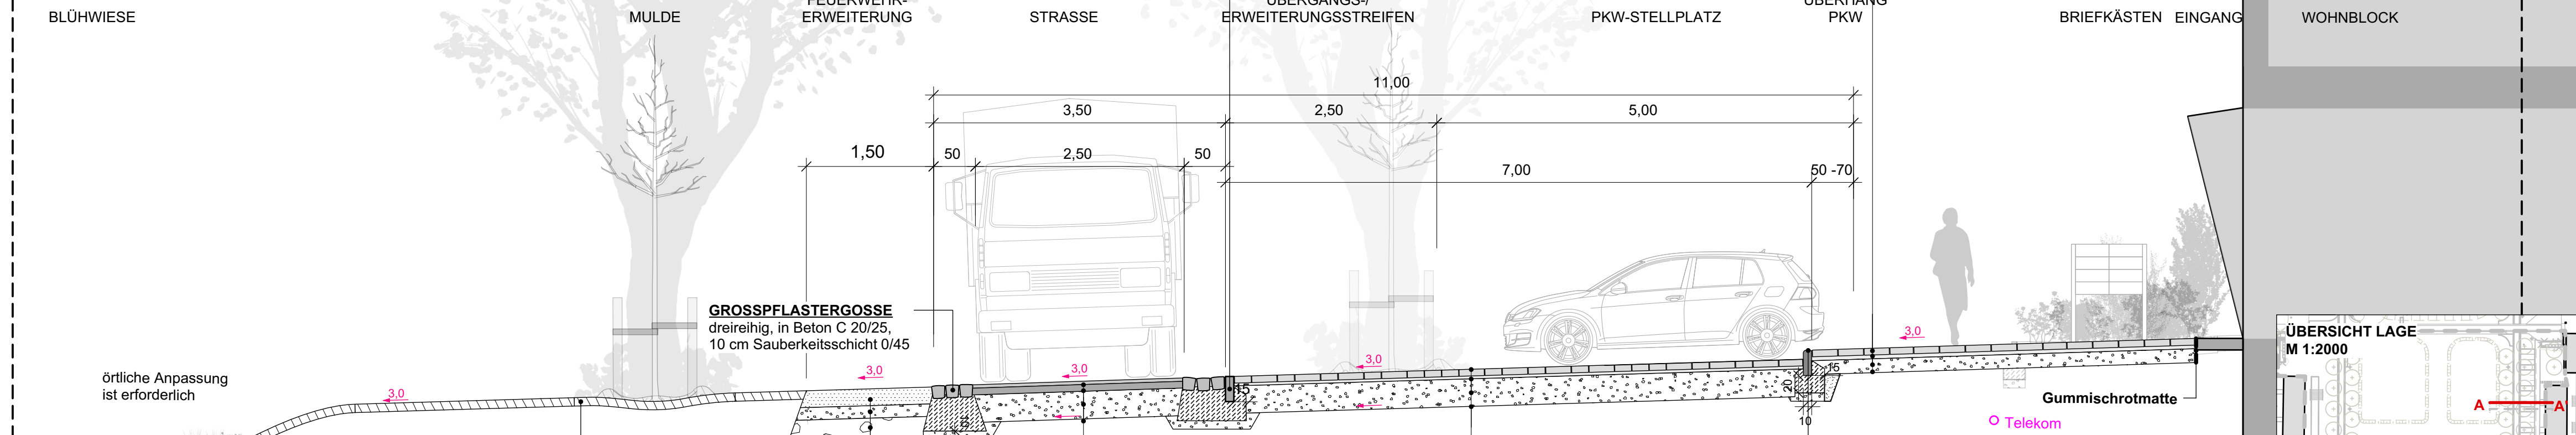 FEUERWEHR-
ÜBERGANGS-/
ÜBERHANG
BLÜHWIESE
MULDE
ERWEITERUNG
STRASSE
ERWEITERUNGSSTREIFEN
PKW-STELLPLATZ
PKW
BRIEFKÄSTEN
EINGANG
WOHNBLOCK
11,00
3,50
2,50
5,00
1,50
50
2,50
50
7,00
50 -70
GROSSPFLASTERGOSSE
dreireihig, in Beton C 20/25,
10 cm Sauberkeitsschicht 0/45
örtliche Anpassung
ist erforderlich
3,0
3,0
3,0
3,0
3,0
15
15
20
10
Gummischrotmatte
Telekom
ÜBERSICHT LAGE
M 1:2000
A
A'